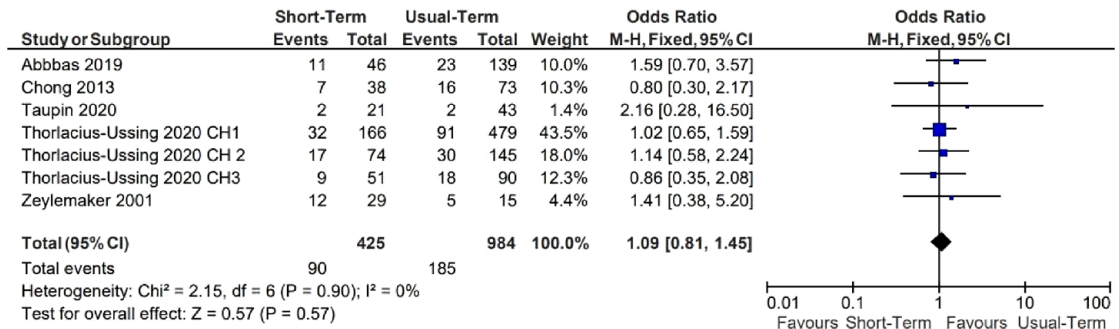 Short-Term Usual-Term Odds Ratio Odds Ratio
Study or Subgroup Events Total Events Total Weight M-H, Fixed, 95% CI M-H, Fixed, 95% CI
Abbbas 2019 11 46 23 139 10.0% 1.59 [0.70, 3.57]
Chong 2013 7 38 16 73 10.3% 0.80 [0.30, 2.17]
Taupin 2020 2 21 2 43 1.4% 2.16 [0.28, 16.50]
Thorlacius-Ussing 2020 CH1 32 166 91 479 43.5% 1.02 [0.65, 1.59]
Thorlacius-Ussing 2020 CH 2 17 74 30 145 18.0% 1.14 [0.58, 2.24]
Thorlacius-Ussing 2020 CH3 9 51 18 90 12.3% 0.86 [0.35, 2.08]
Zeylemaker 2001 12 29 5 15 4.4% 1.41 [0.38, 5.20]
Total (95% CI) 425 984 100.0% 1.09 [0.81, 1.45]
Total events 90 185
Heterogeneity: Chi² = 2.15, df = 6 (P = 0.90); I² = 0%
Test for overall effect: Z = 0.57 (P = 0.57)
0.01 0.1 1 10 100
Favours Short-Term Favours Usual-Term